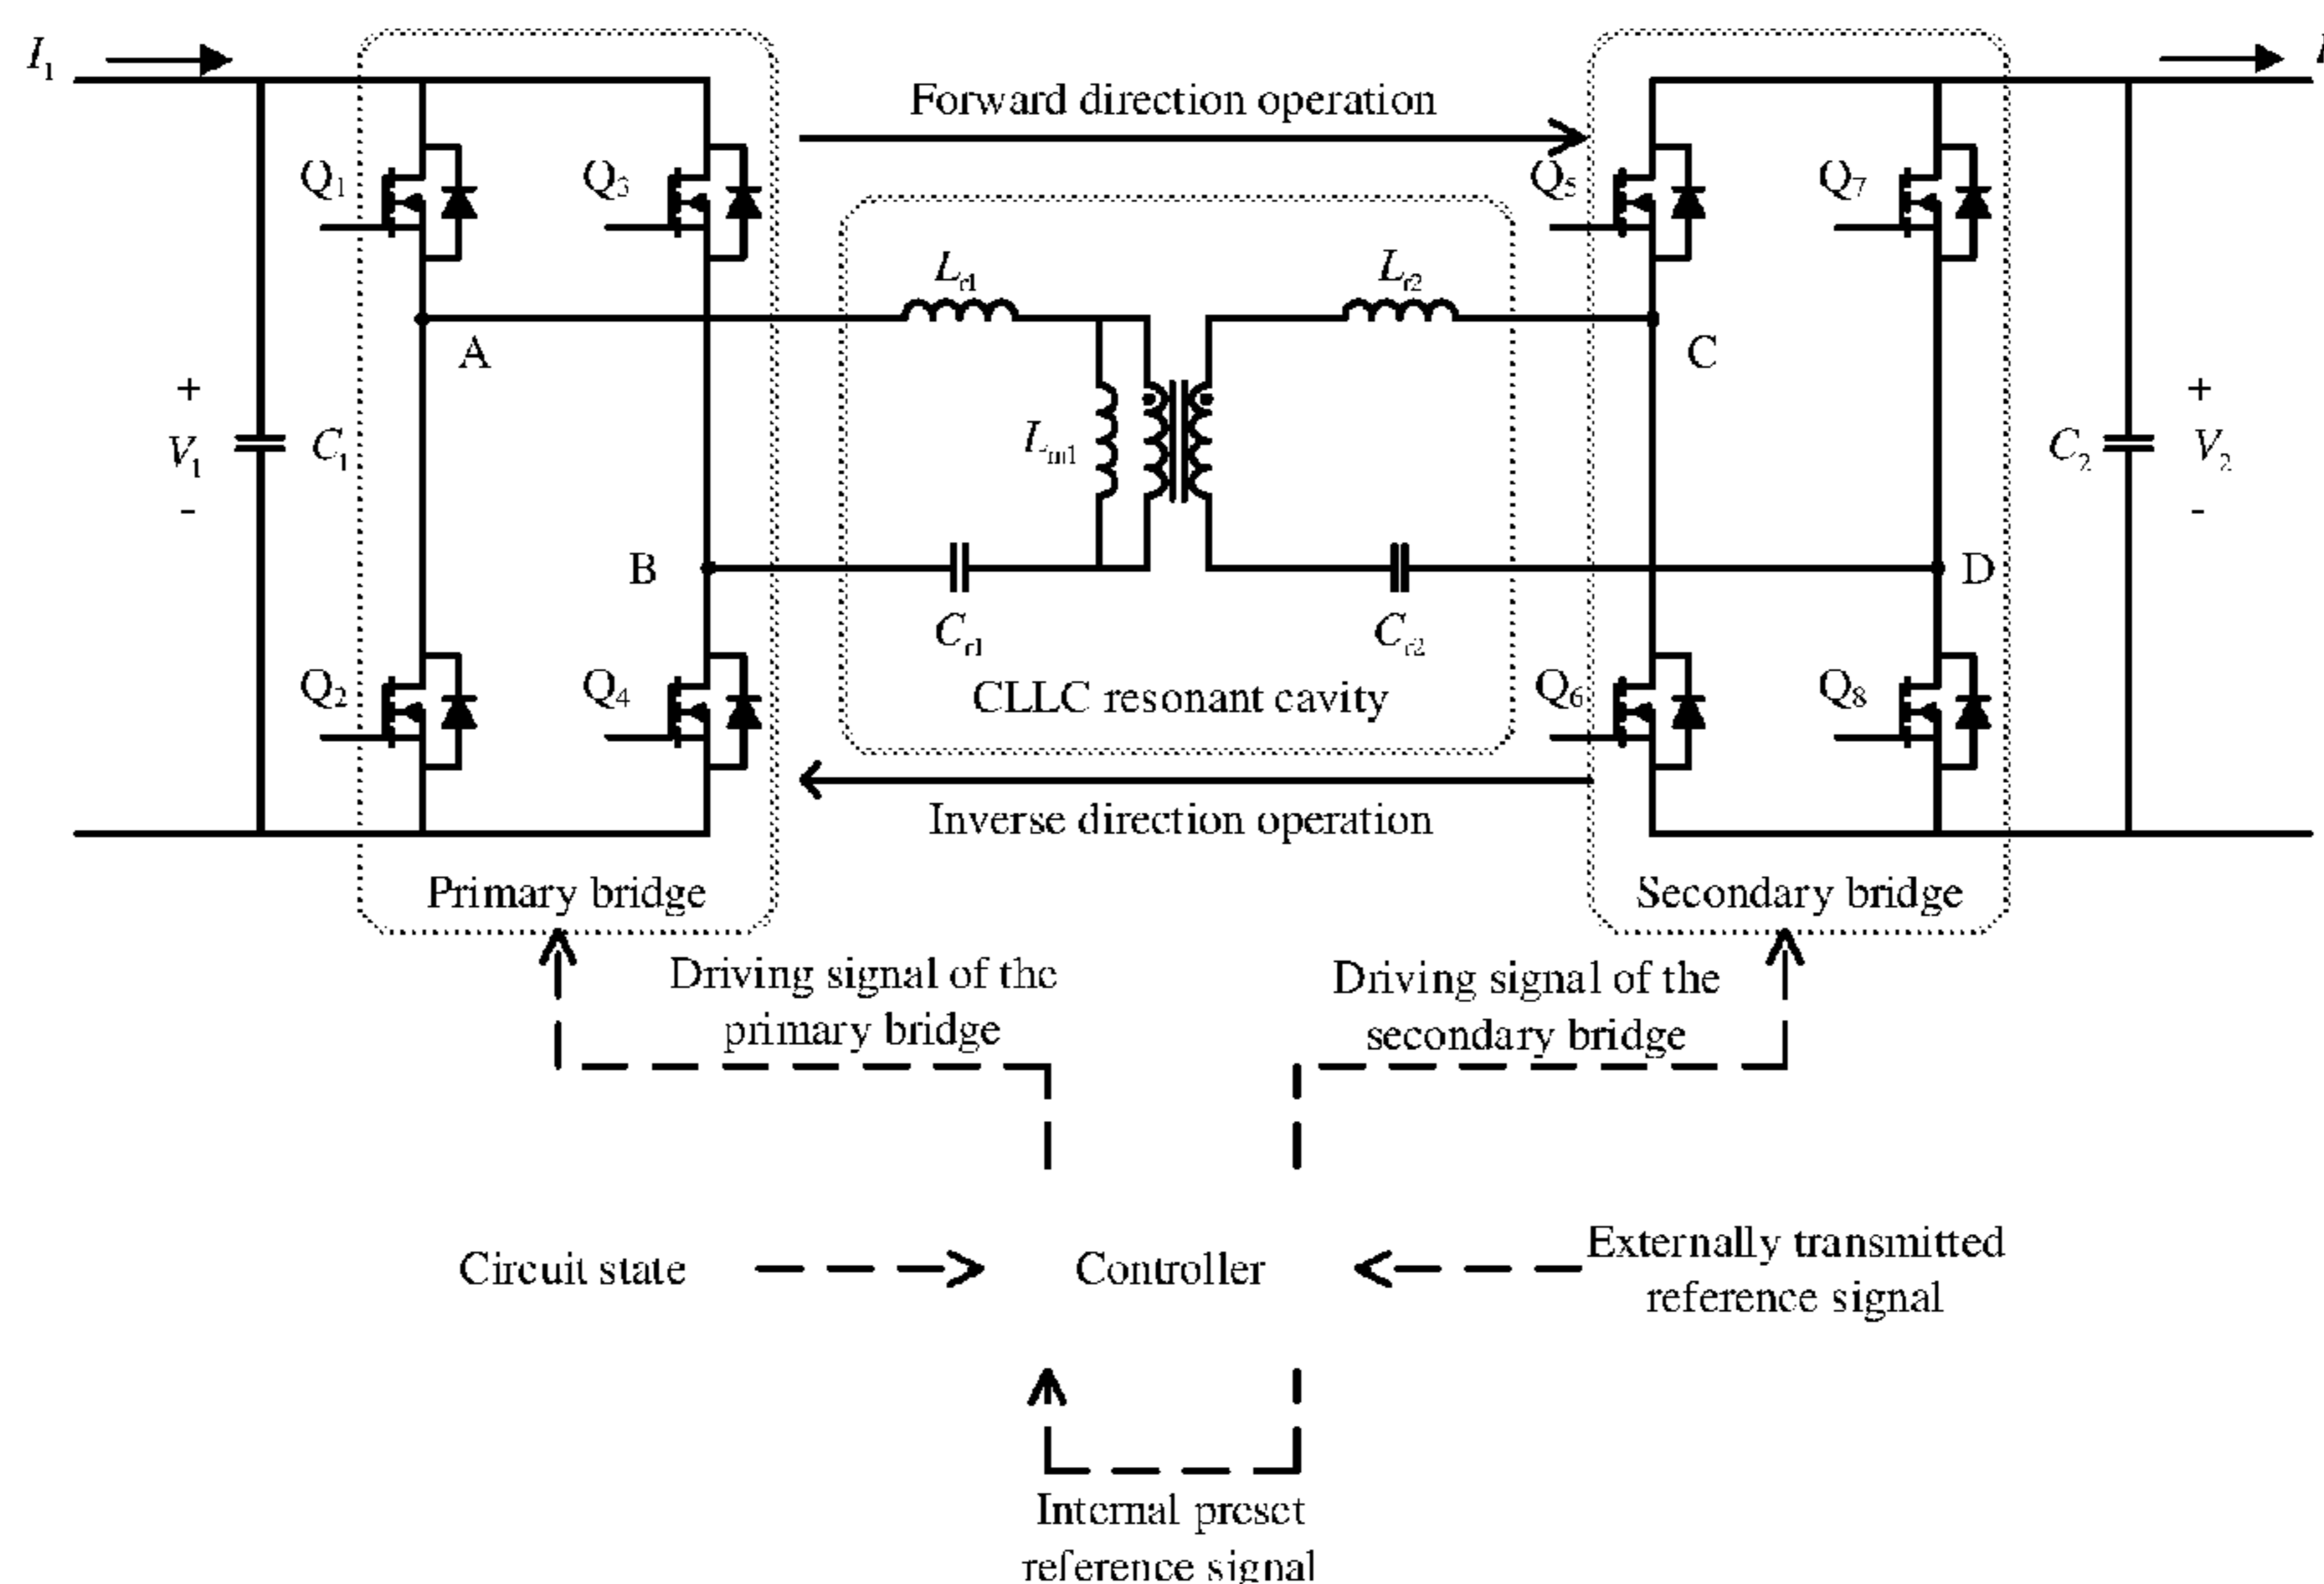 I₁
Forward direction operation
Q₁
Q₃
Q₅
Q₇
Lr1
Lr2
A
C
+
V₁
-
C₁
Lm1
C₂
+
V₂
-
B
D
Cr1
Cr2
Q₂
Q₄
CLLC resonant cavity
Q₆
Q₈
Inverse direction operation
Primary bridge
Secondary bridge
Driving signal of the
primary bridge
Driving signal of the
secondary bridge
Circuit state
Controller
Externally transmitted
reference signal
Internal preset
reference signal